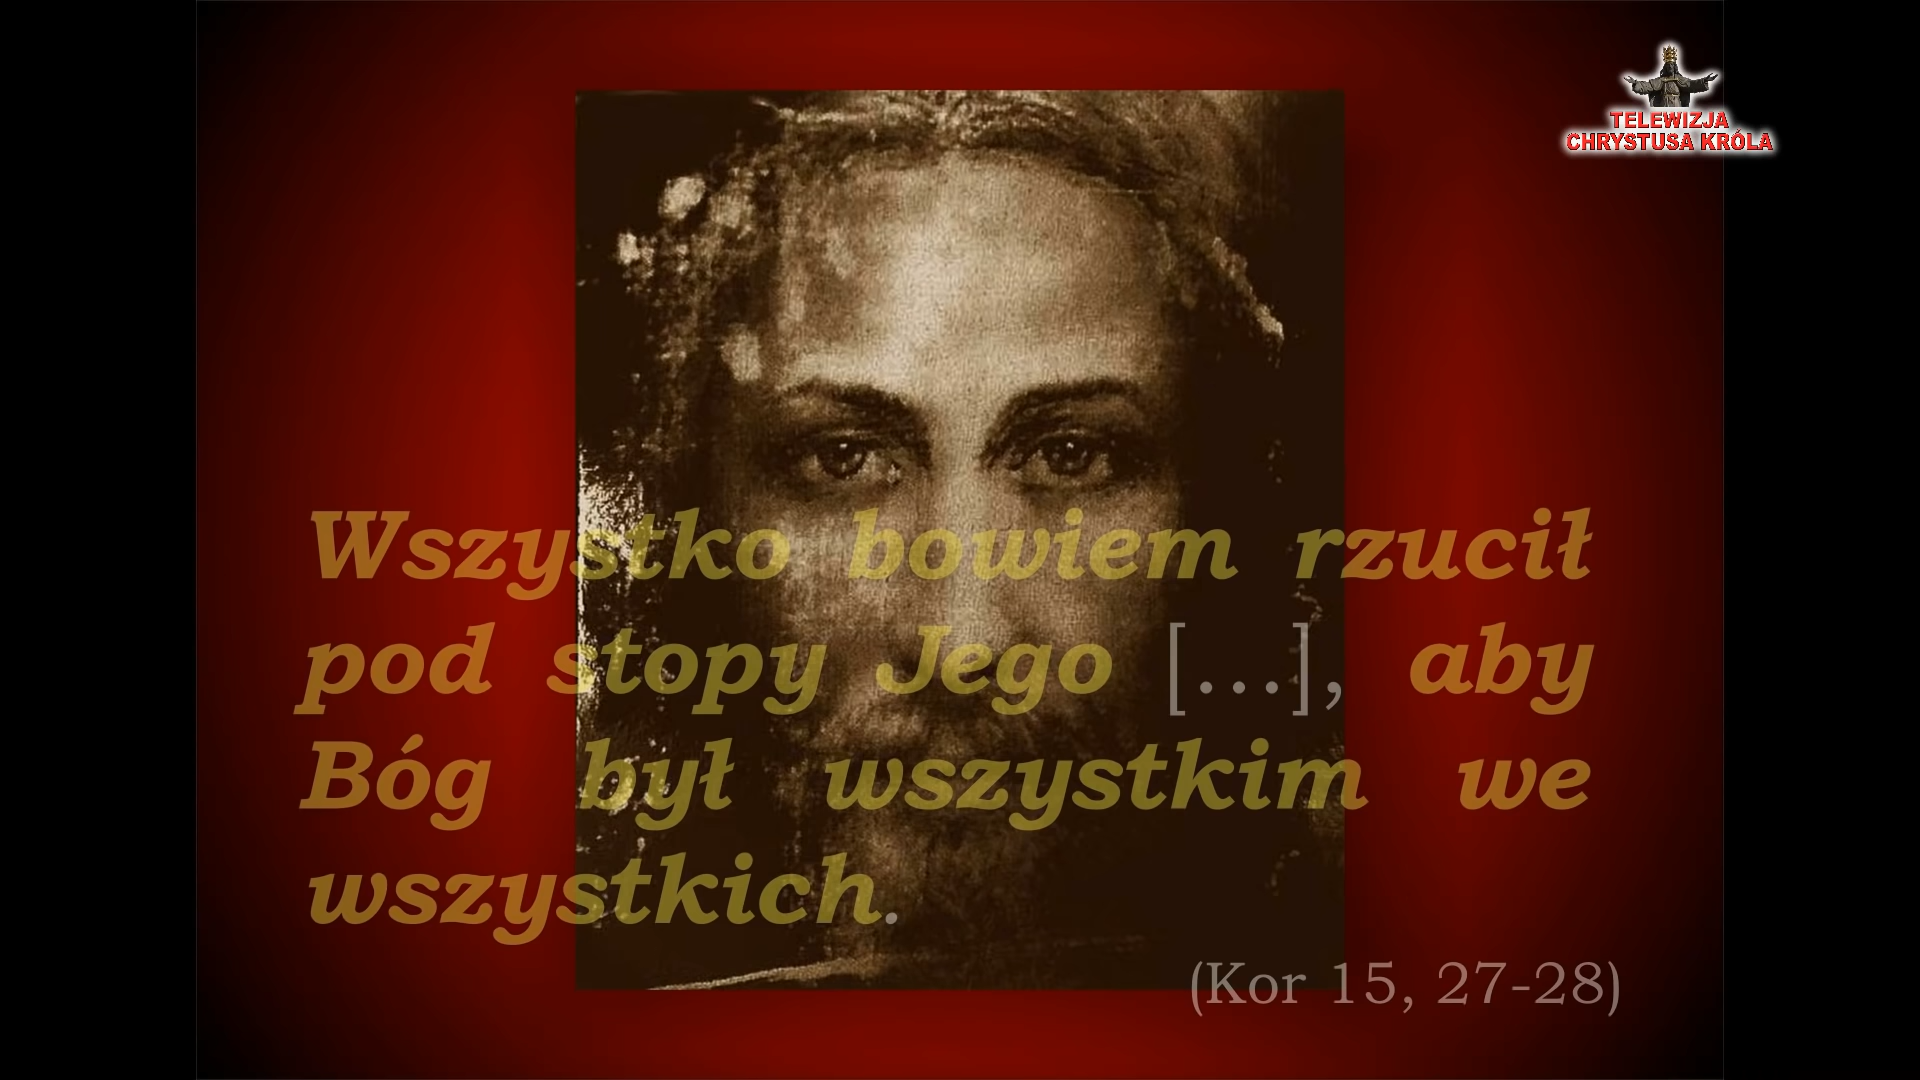 TELEWIZJA
CHRYSTUSA KRÓLA
Wszystko bowiem rzucił
pod stopy Jego [...], aby
Bóg był wszystkim we
wszystkich.
(Kor 15, 27-28)